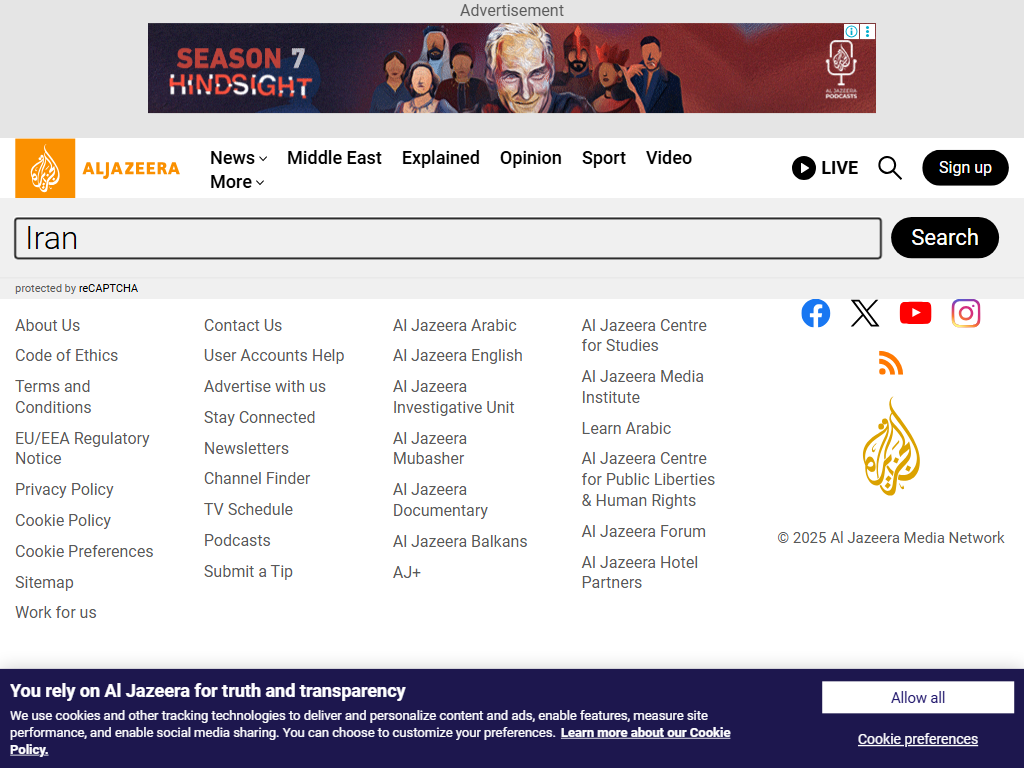 Advertisement
SEASON 7
HINDSIGHT
AL JAZEERA
PODCASTS
ALJAZEERA
News
Middle East
Explained
Opinion
Sport
Video
More
LIVE
Sign up
Iran
Search
protected by reCAPTCHA
About Us
Code of Ethics
Terms and
Conditions
EU/EEA Regulatory
Notice
Privacy Policy
Cookie Policy
Cookie Preferences
Sitemap
Work for us
Contact Us
User Accounts Help
Advertise with us
Stay Connected
Newsletters
Channel Finder
TV Schedule
Podcasts
Submit a Tip
Al Jazeera Arabic
Al Jazeera English
Al Jazeera
Investigative Unit
Al Jazeera
Mubasher
Al Jazeera
Documentary
Al Jazeera Balkans
AJ+
Al Jazeera Centre
for Studies
Al Jazeera Media
Institute
Learn Arabic
Al Jazeera Centre
for Public Liberties
& Human Rights
Al Jazeera Forum
Al Jazeera Hotel
Partners
© 2025 Al Jazeera Media Network
You rely on Al Jazeera for truth and transparency
We use cookies and other tracking technologies to deliver and personalize content and ads, enable features, measure site
performance, and enable social media sharing. You can choose to customize your preferences. Learn more about our Cookie
Policy.
Allow all
Cookie preferences